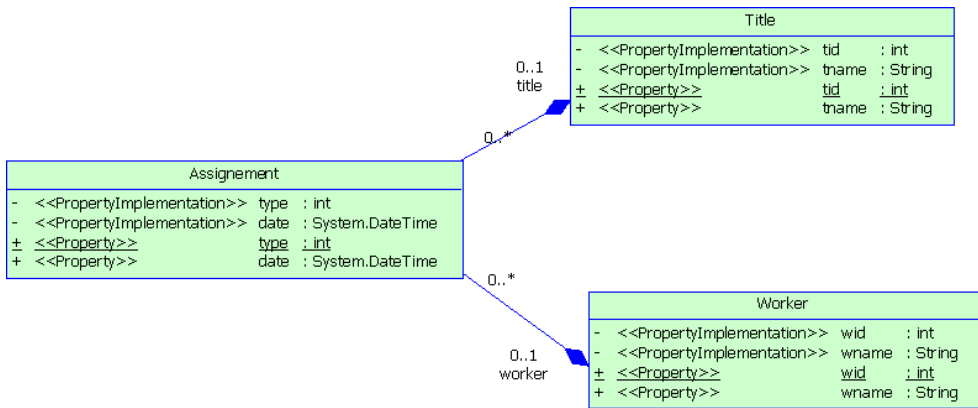 Title
- <<PropertyImplementation>> tid : int
- <<PropertyImplementation>> tname : String
+ <<Property>> tid : int
+ <<Property>> tname : String
0..1
title
0..*
Assignement
- <<PropertyImplementation>> type : int
- <<PropertyImplementation>> date : System.DateTime
+ <<Property>> type : int
+ <<Property>> date : System.DateTime
0..*
0..1
worker
Worker
- <<PropertyImplementation>> wid : int
- <<PropertyImplementation>> wname : String
+ <<Property>> wid : int
+ <<Property>> wname : String